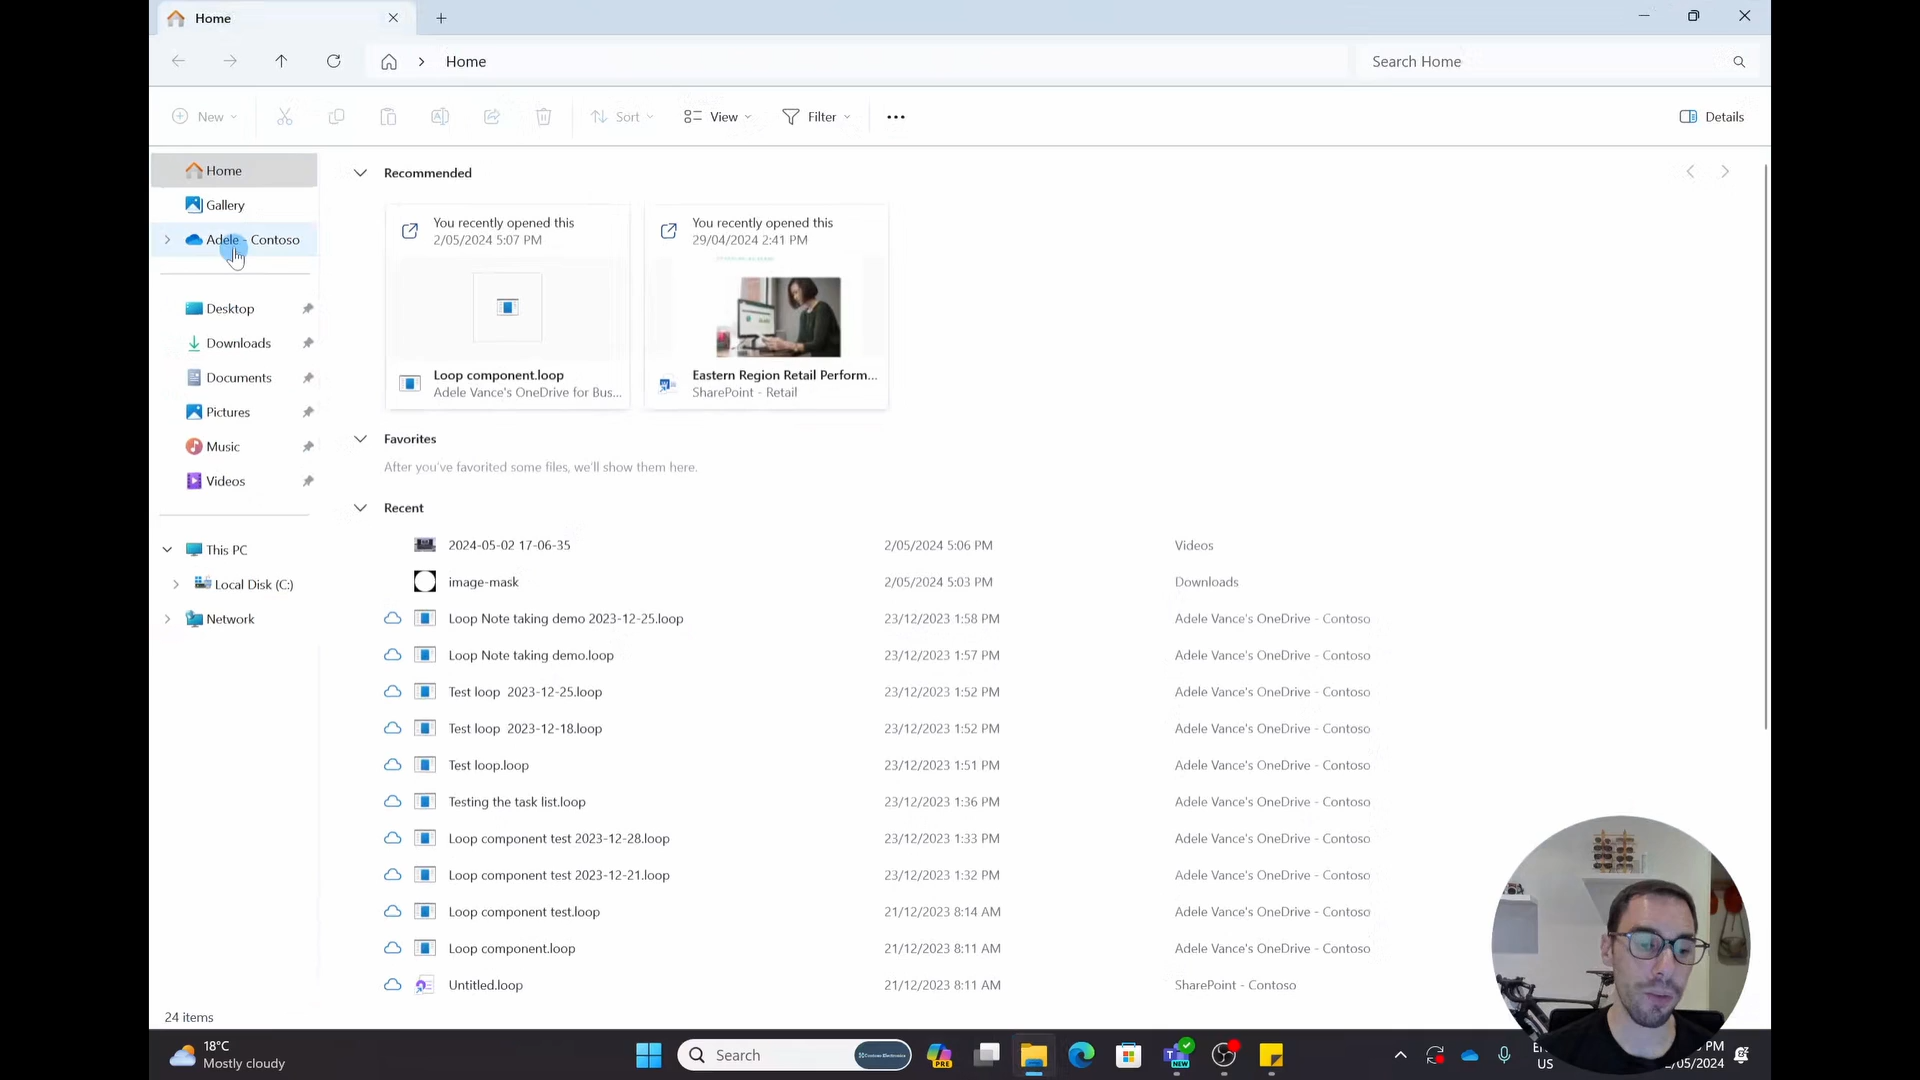 Home
Home
Search Home
New
Sort
View
Filter
Details
Home
Gallery
Adele - Contoso
Desktop
Downloads
Documents
Pictures
Music
Videos
This PC
Local Disk (C:)
Network
Recommended
You recently opened this
2/05/2024 5:07 PM
Loop component.loop
Adele Vance's OneDrive for Bus...
You recently opened this
29/04/2024 2:41 PM
Eastern Region Retail Perform...
SharePoint - Retail
Favorites
After you've favorited some files, we'll show them here.
Recent
2024-05-02 17-06-35 2/05/2024 5:06 PM Videos
image-mask 2/05/2024 5:03 PM Downloads
Loop Note taking demo 2023-12-25.loop 23/12/2023 1:58 PM Adele Vance's OneDrive - Contoso
Loop Note taking demo.loop 23/12/2023 1:57 PM Adele Vance's OneDrive - Contoso
Test loop 2023-12-25.loop 23/12/2023 1:52 PM Adele Vance's OneDrive - Contoso
Test loop 2023-12-18.loop 23/12/2023 1:52 PM Adele Vance's OneDrive - Contoso
Test loop.loop 23/12/2023 1:51 PM Adele Vance's OneDrive - Contoso
Testing the task list.loop 23/12/2023 1:36 PM Adele Vance's OneDrive - Contoso
Loop component test 2023-12-28.loop 23/12/2023 1:33 PM Adele Vance's OneDrive - Contoso
Loop component test 2023-12-21.loop 23/12/2023 1:32 PM Adele Vance's OneDrive - Contoso
Loop component test.loop 21/12/2023 8:14 AM Adele Vance's OneDrive - Contoso
Loop component.loop 21/12/2023 8:11 AM Adele Vance's OneDrive - Contoso
Untitled.loop 21/12/2023 8:11 AM SharePoint - Contoso
24 items
18°C
Mostly cloudy
Search
Contoso Electronics
PRE
NEW
US
PM
/05/2024